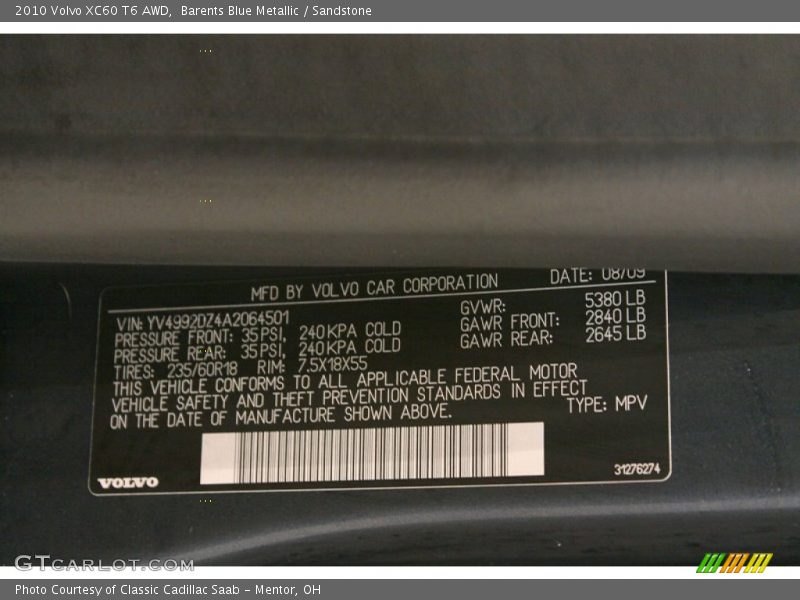 2010 Volvo XC60 T6 AWD,  Barents Blue Metallic / Sandstone
MFD BY VOLVO CAR CORPORATION
DATE: 08/09
VIN: YV4992DZ4A2064501
PRESSURE FRONT: 35 PSI, 240 KPA COLD
PRESSURE REAR: 35 PSI, 240 KPA COLD
TIRES: 235/60R18 RIM: 7.5X18X55
GVWR: 5380 LB
GAWR FRONT: 2840 LB
GAWR REAR: 2645 LB
THIS VEHICLE CONFORMS TO ALL APPLICABLE FEDERAL MOTOR
VEHICLE SAFETY AND THEFT PREVENTION STANDARDS IN EFFECT
ON THE DATE OF MANUFACTURE SHOWN ABOVE.
TYPE: MPV
VOLVO
31276274
GTCARLOT.COM
Photo Courtesy of Classic Cadillac Saab - Mentor, OH